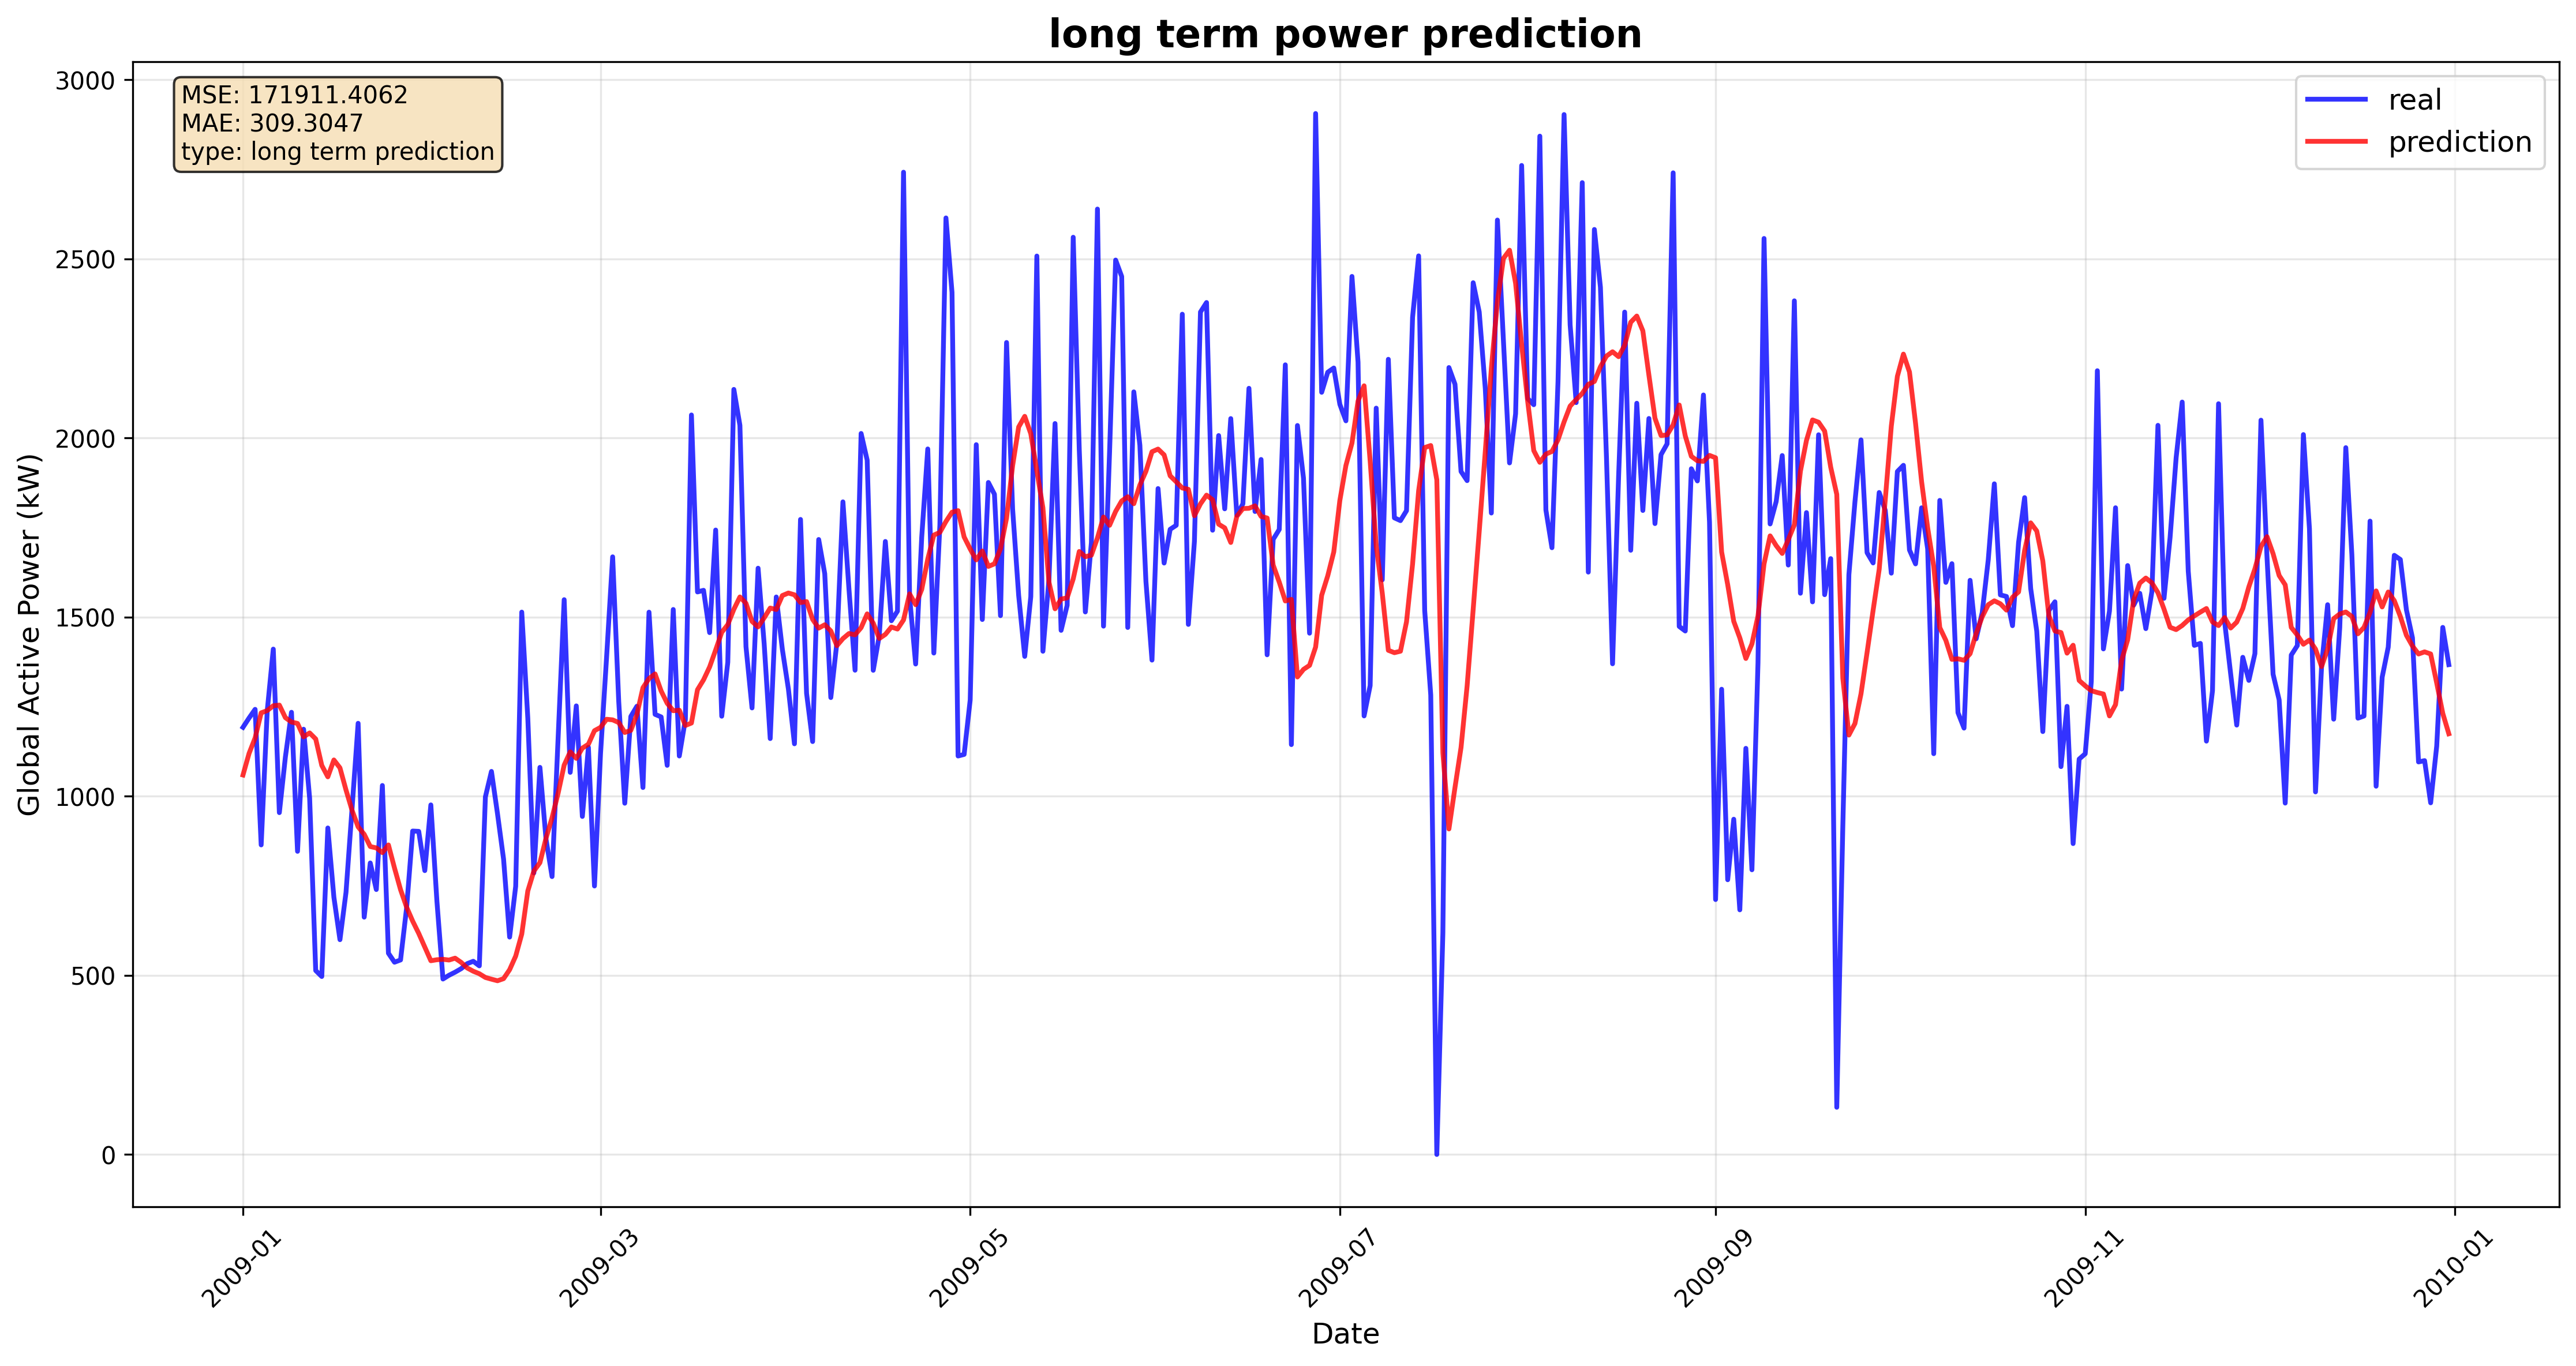 long term power prediction
MSE: 171911.4062
MAE: 309.3047
type: long term prediction
real
prediction
3000
2500
2000
1500
1000
500
0
Global Active Power (kW)
2009-01
2009-03
2009-05
2009-07
2009-09
2009-11
2010-01
Date